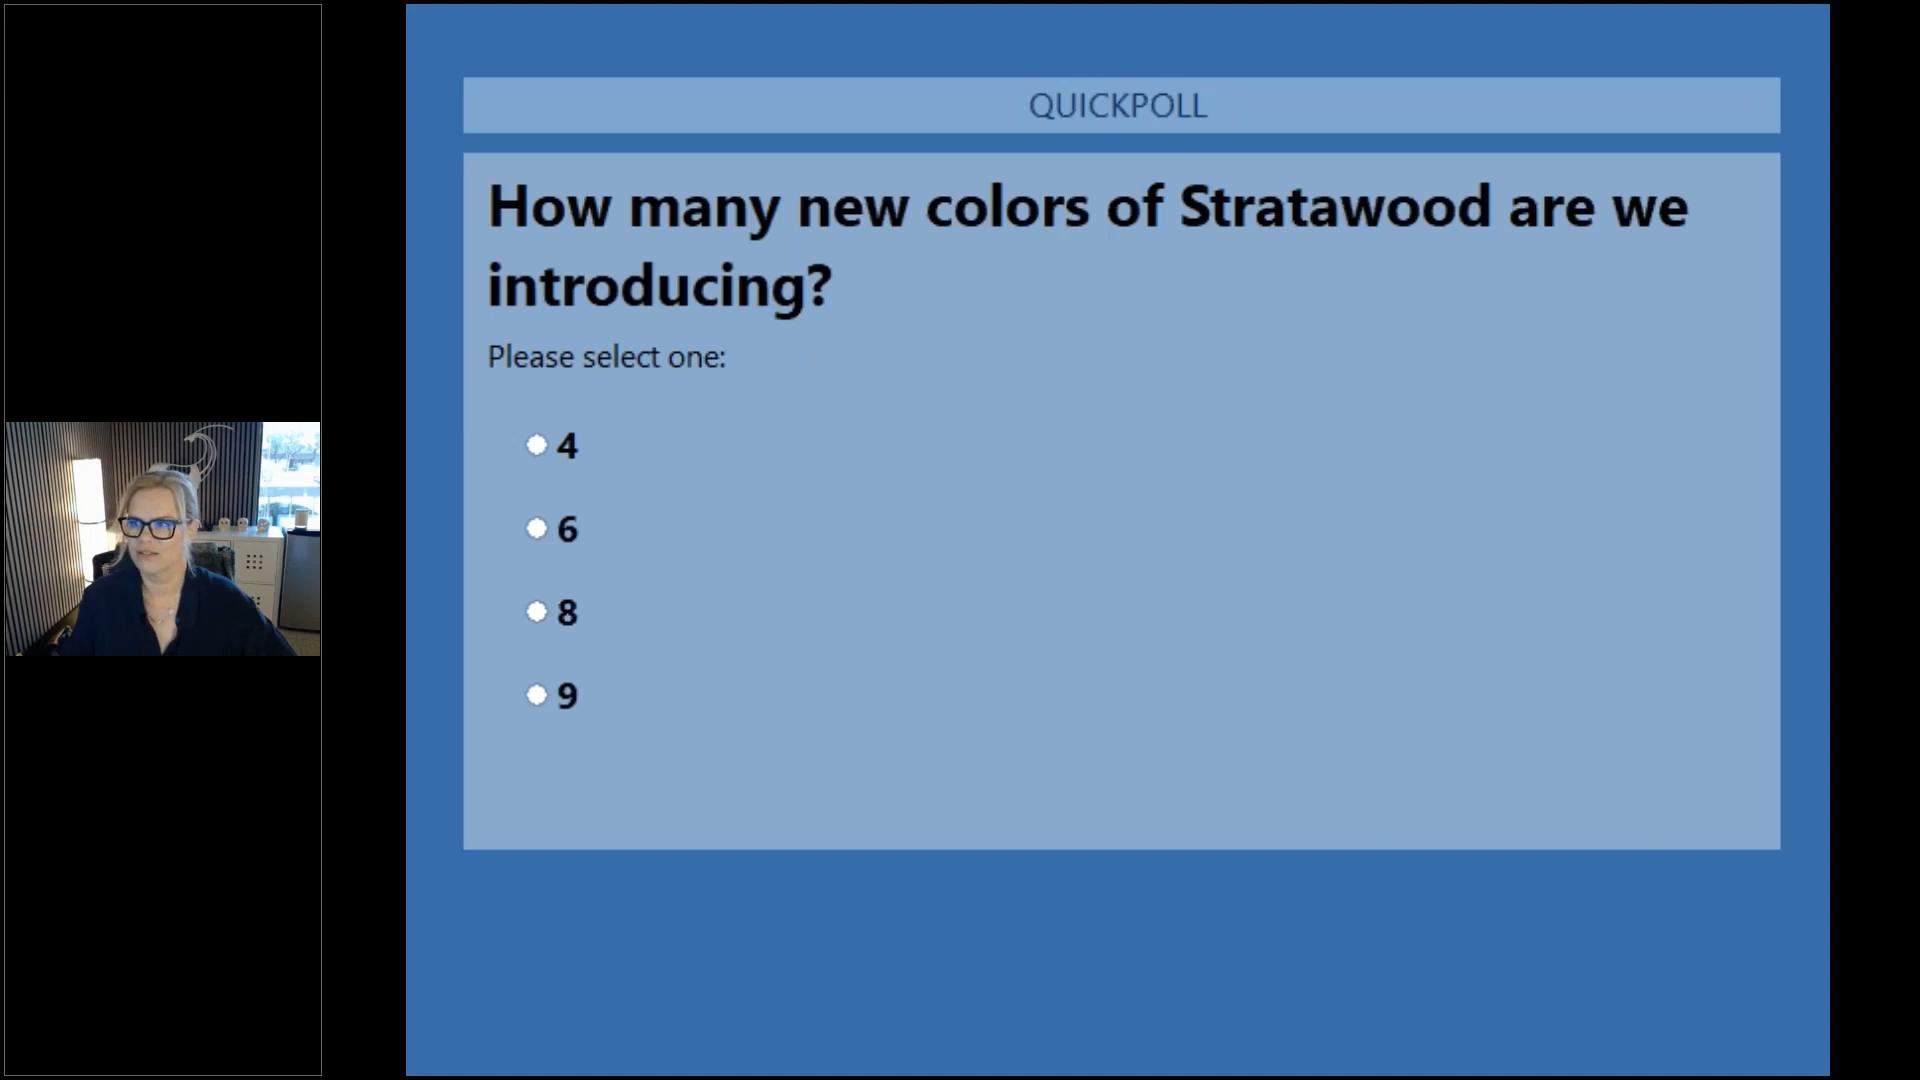 QUICKPOLL
How many new colors of Stratawood are we
introducing?
Please select one:
4
6
8
9